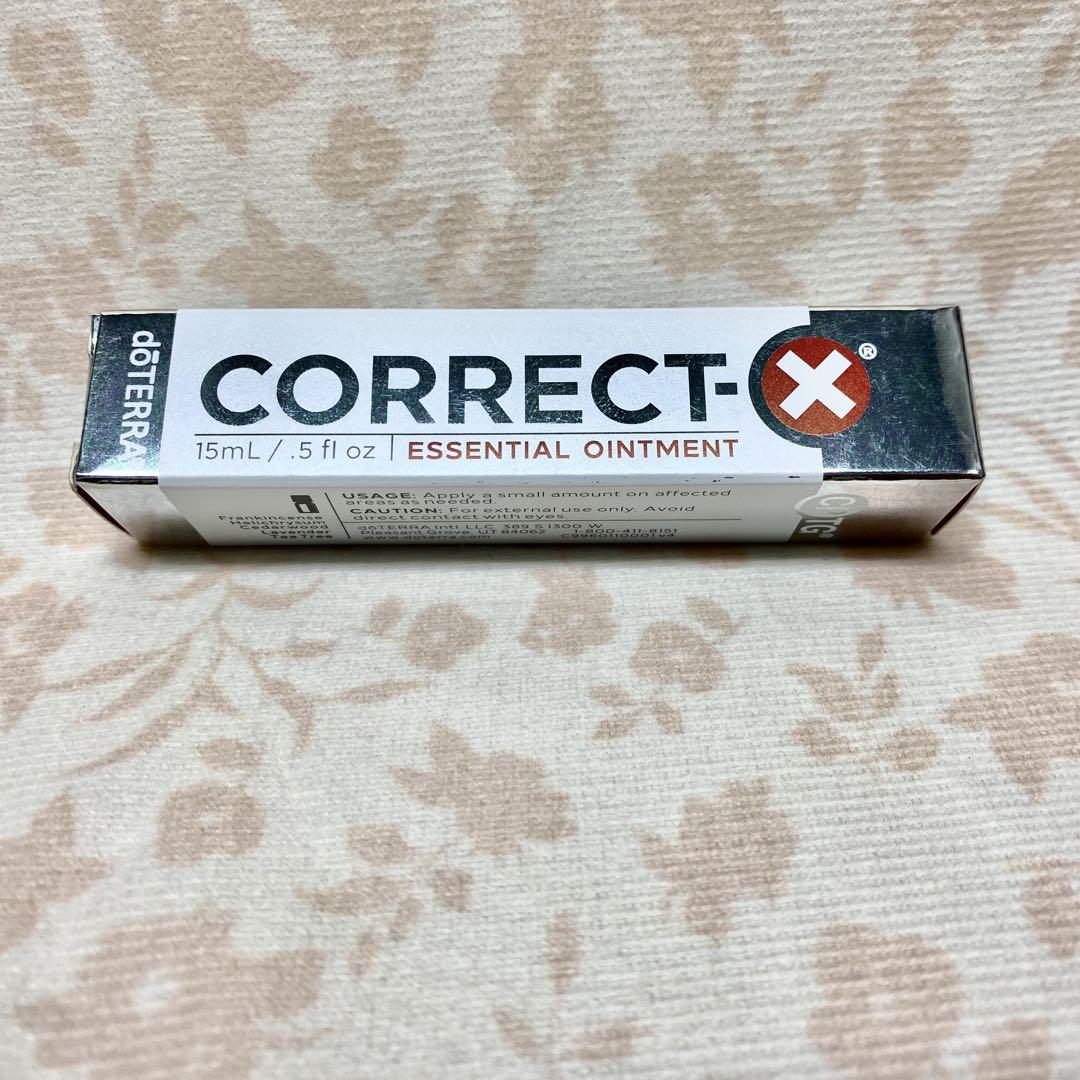 dōTERRA
CORRECT-X®
15mL / .5 fl oz | ESSENTIAL OINTMENT
Frankincense
Helichrysum
Cedarwood
Lavender
Tea Tree
USAGE: Apply a small amount on affected
areas as needed.
CAUTION: For external use only. Avoid
direct contact with eyes.
dōTERRA Intl LLC 389 S 1300 W
Pleasant Grove, UT 84062 1-800-411-8151
www.doterra.com C9960110001v4
CPTG®